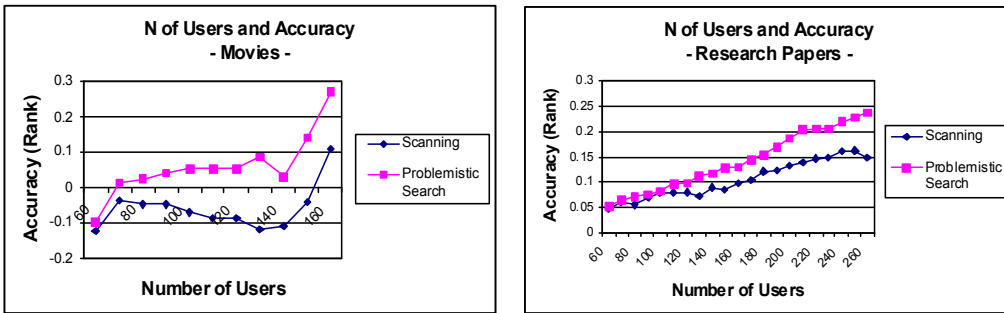 N of Users and Accuracy
- Movies -
Accuracy (Rank)
0.3
0.2
0.1
0
-0.1
-0.2
60
80
100
120
140
160
Number of Users
Scanning
Problemistic
Search
N of Users and Accuracy
- Research Papers -
Accuracy (Rank)
0.3
0.25
0.2
0.15
0.1
0.05
0
60
80
100
120
140
160
180
200
220
240
260
Number of Users
Scanning
Problemistic
Search